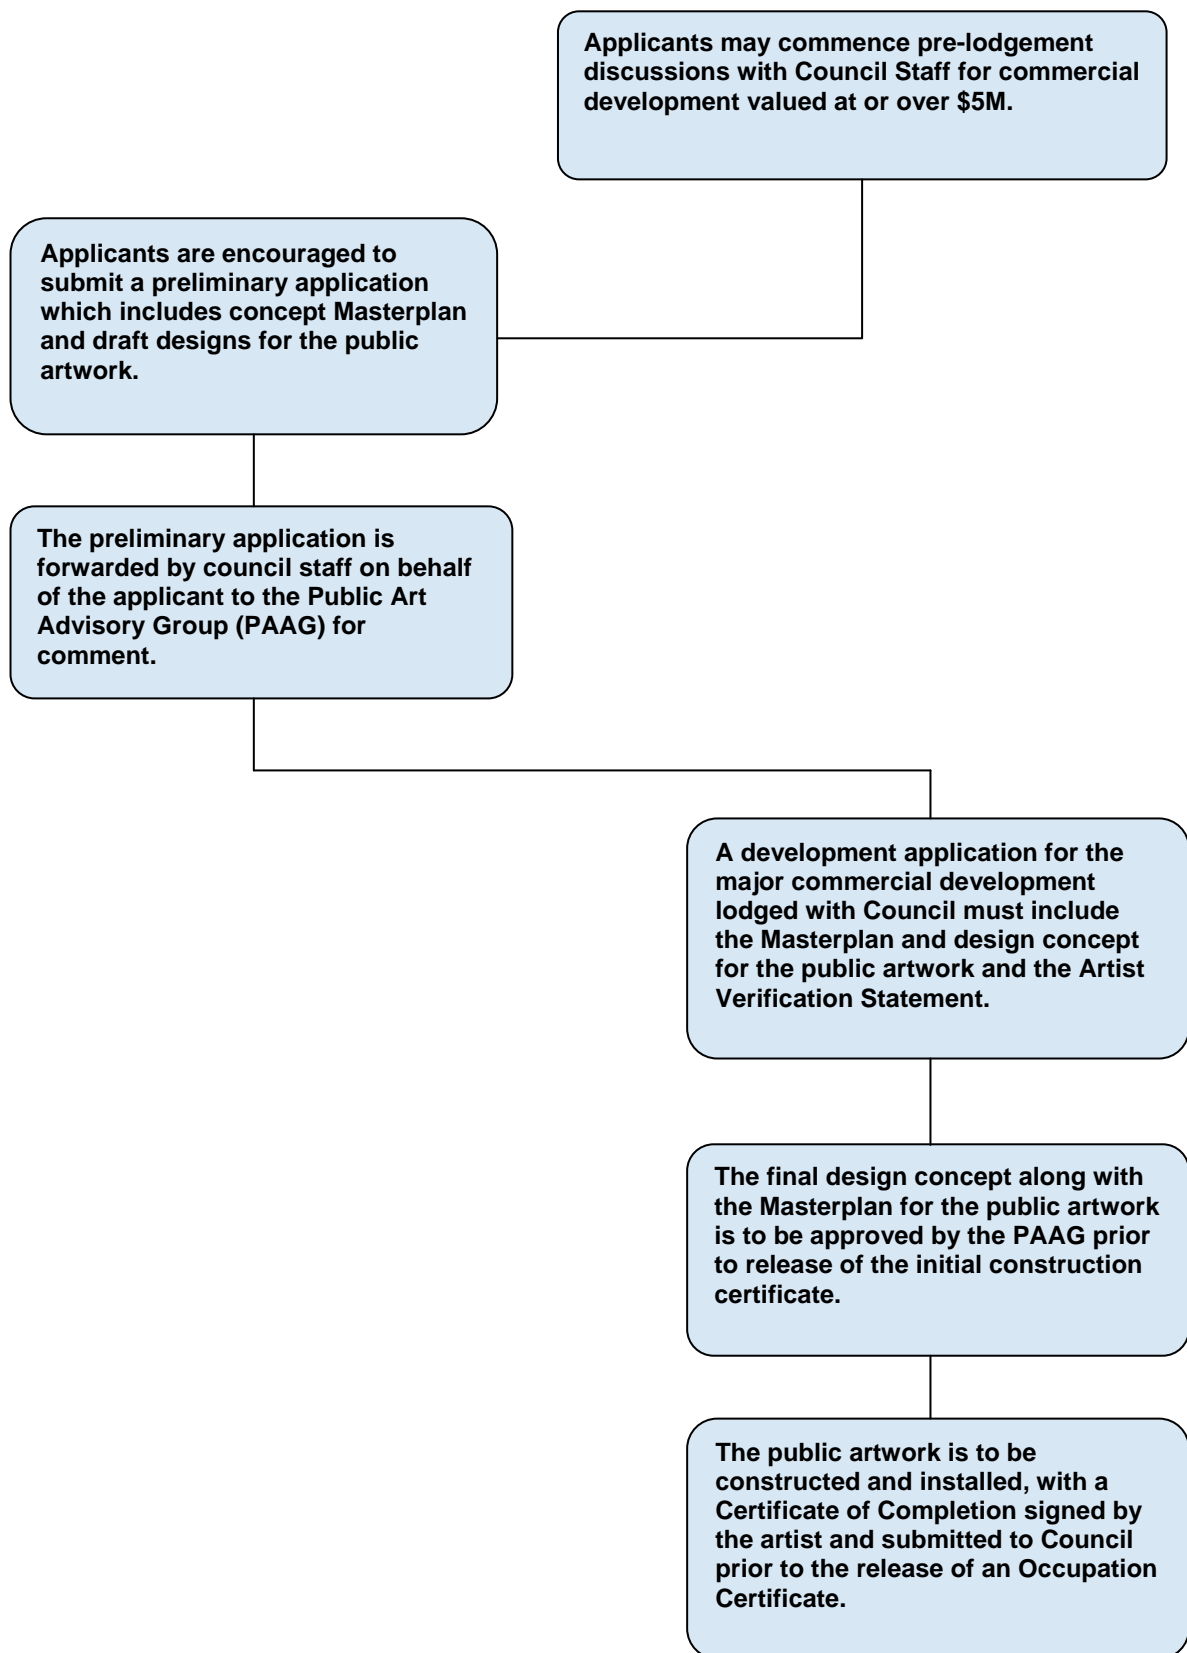 Applicants may commence pre-lodgement
discussions with Council Staff for commercial
development valued at or over $5M.
Applicants are encouraged to
submit a preliminary application
which includes concept Masterplan
and draft designs for the public
artwork.
The preliminary application is
forwarded by council staff on behalf
of the applicant to the Public Art
Advisory Group (PAAG) for
comment.
A development application for the
major commercial development
lodged with Council must include
the Masterplan and design concept
for the public artwork and the Artist
Verification Statement.
The final design concept along with
the Masterplan for the public artwork
is to be approved by the PAAG prior
to release of the initial construction
certificate.
The public artwork is to be
constructed and installed, with a
Certificate of Completion signed by
the artist and submitted to Council
prior to the release of an Occupation
Certificate.